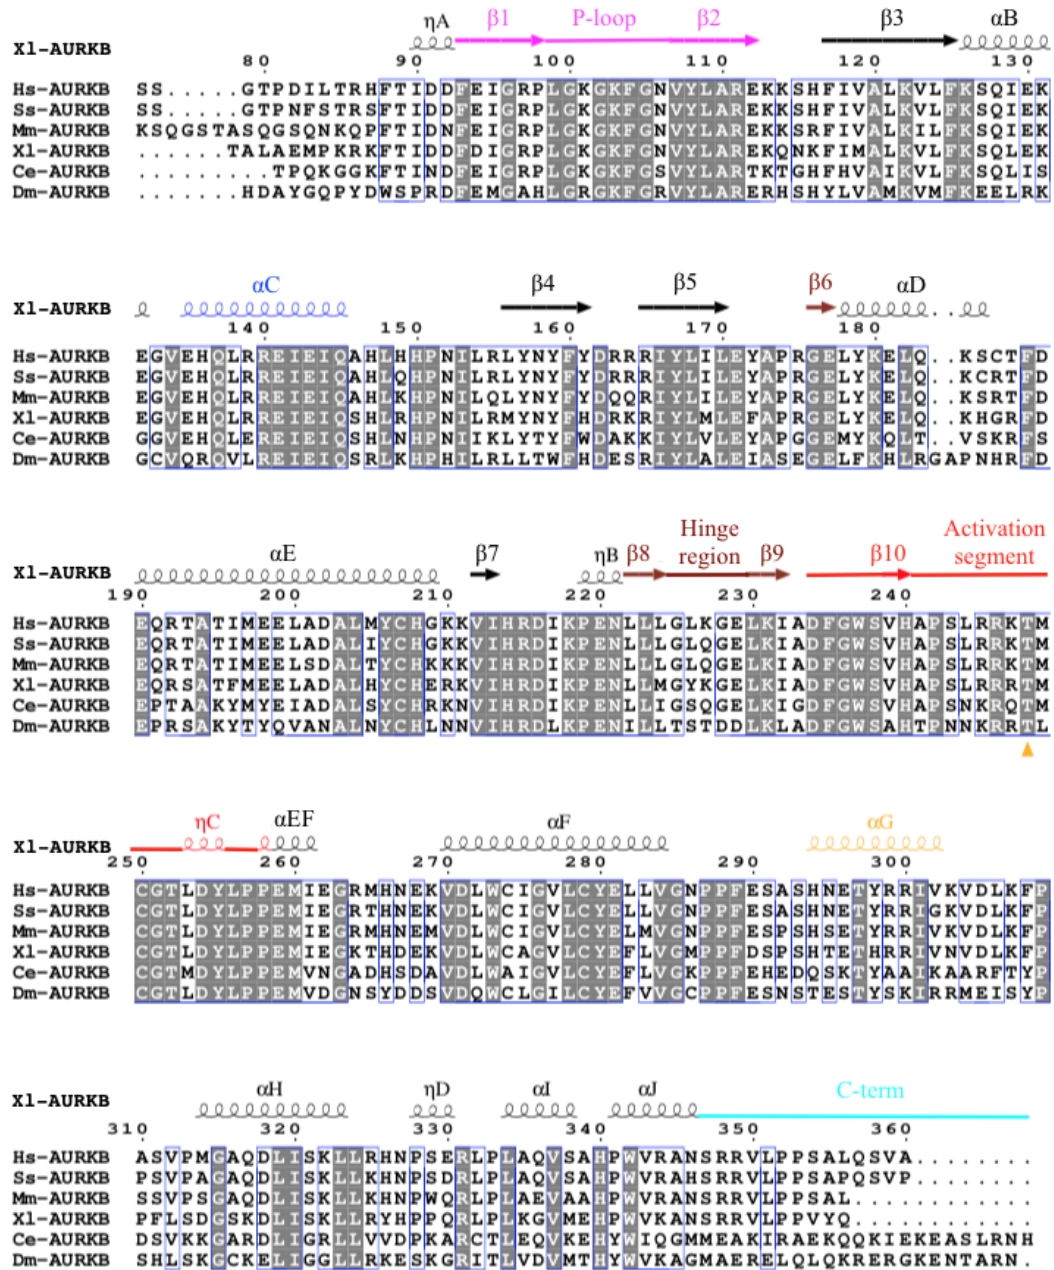 ηA β1 P-loop β2 β3 αB
Xl-AURKB
80 90 100 110 120 130
Hs-AURKB SS.....GTPDILTRHFTIDDFEIGRPLGKGKFGNVYLAREKKSHFIVALKVLFKSQIEK
Ss-AURKB SS.....GTPNFSTRSFTIDDFEIGRPLGKGKFGNVYLAREKKSHFIVALKVLFKSQIEK
Mm-AURKB KSQGSTASQGSQNKQPFTIDNFEIGRPLGKGKFGNVYLAREKKSRFIVALKILFKSQIEK
Xl-AURKB ......TALAEMPKRKFTIDDFDIGRPLGKGKFGNVYLAREKQNKFIMALKVLFKSQLEK
Ce-AURKB .........TPQKGGKFTINDFEIGRPLGKGKFGSVYLARTKTGHFHVAIKVLFKSQLIS
Dm-AURKB .......HDAYGQPYDWSPRDFEMGAHLGRGKFGRVYLARERHSHYLVAMKVMFKEELRK
αC β4 β5 β6 αD
Xl-AURKB
140 150 160 170 180
Hs-AURKB EGVEHQLRREIEIQAHLHHPNILRLYNYFYDRRRIYLILEYAPRGELYKELQ..KSCTFD
Ss-AURKB EGVEHQLRREIEIQAHLQHPNILRLYNYFYDRRRIYLILEYAPRGELYKELQ..KCRTFD
Mm-AURKB EGVEHQLRREIEIQAHLKHPNILQLYNYFYDQQRIYLILEYAPRGELYKELQ..KSRTFD
Xl-AURKB EGVEHQLRREIEIQSHLRHPNILRMYNYFHDRKRIYLMLEFAPRGELYKELQ..KHGRFD
Ce-AURKB GGVEHQLEREIEIQSHLNHPNIIKLYTYFWDAKKIYLVLEYAPGGEMYKQLT..VSKRFS
Dm-AURKB GCVQRQVLREIEIQSRLKHPHILRLLTWFHDESRIYLALEIASEGELFKHLRGAPNHRFD
αE β7 ηB β8 Hinge region β9 β10 Activation segment
Xl-AURKB
190 200 210 220 230 240
Hs-AURKB EQRTATIMEELADALMYCHGKKVIHRDIKPENLLLGLKGELKIADFGWSVHAPSLRRKTM
Ss-AURKB EQRTATIMEELADALIYCHGKKVIHRDIKPENLLLGLQGELKIADFGWSVHAPSLRRKTM
Mm-AURKB EQRTATIMEELSDALTYCHKKKVIHRDIKPENLLLGLQGELKIADFGWSVHAPSLRRKTM
Xl-AURKB EQRSATFMEELADALHYCHERKVIHRDIKPENLLMGYKGELKIADFGWSVHAPSLRRRTM
Ce-AURKB EPTAAKYMYEIADALSYCHRKNVIHRDIKPENLLIGSQGELKIGDFGWSVHAPSNKRQTM
Dm-AURKB EPRSAKYTYQVANALNYCHLNNVIHRDLKPENILLTSTDDLKLADFGWSAHTPNNKRRTL
ηC αEF αF αG
Xl-AURKB
250 260 270 280 290 300
Hs-AURKB CGTLDYLPPEMIEGRMHNEKVDLWCIGVLCYELLVGNPPFESASHNETYRRIVKVDLKFP
Ss-AURKB CGTLDYLPPEMIEGRTHNEKVDLWCIGVLCYELLVGNPPFESASHNETYRRIGKVDLKFP
Mm-AURKB CGTLDYLPPEMIEGRMHNEMVDLWCIGVLCYELMVGNPPFESPSHSETYRRIVKVDLKFP
Xl-AURKB CGTLDYLPPEMIEGKTHDEKVDLWCAGVLCYEFLVGMPPFDSPSHTETHRRIVNVDLKFP
Ce-AURKB CGTMDYLPPEMVNGADHSDAVDLWAIGVLCYEFLVGKPPFEHEDQSKTYAAIKAARFTYP
Dm-AURKB CGTLDYLPPEMVDGNSYDDSVDQWCLGILCYEFVVGCPPFESNSTESTYSKIRRMEISYP
αH ηD αI αJ C-term
Xl-AURKB
310 320 330 340 350 360
Hs-AURKB ASVPMGAQDLISKLLRHNPSERLPLAQVSAHPWVRANSRRVLPPSALQSVA........
Ss-AURKB PSVPAGAQDLISKLLKHNPSDRLPLAQVSAHPWVRAHSRRVLPPSAPQSVP........
Mm-AURKB SSVPSGAQDLISKLLKHNPWQRLPLAEVAAHPWVRANSRRVLPPSAL............
Xl-AURKB PFLSDGSKDLISKLLRYHPPQRLPLKGVMEHPWVKANSRRVLPPVYQ............
Ce-AURKB DSVKKGARDLIGRLLVVDPKARCTLEQVKEHYWIQGMMEAKIRAEKQQKIEKEASLRNH
Dm-AURKB SHLSKGCKELIGGLLRKESKGRITLVDVMTHYWVKAGMAERELQLQKRERGKENTARN.